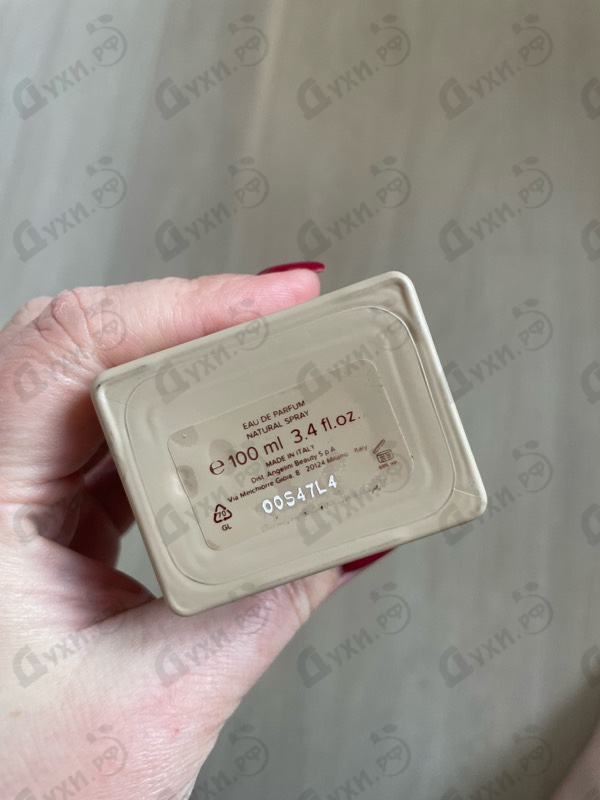 EAU DE PARFUM
NATURAL SPRAY
℮ 100 ml 3.4 fl.oz.
MADE IN ITALY
Dist. Angelini Beauty S.p.A.
Via Melchiorre Gioia, 8 20124 Milano Italy
70
GL
00S47L4
Духи.рф